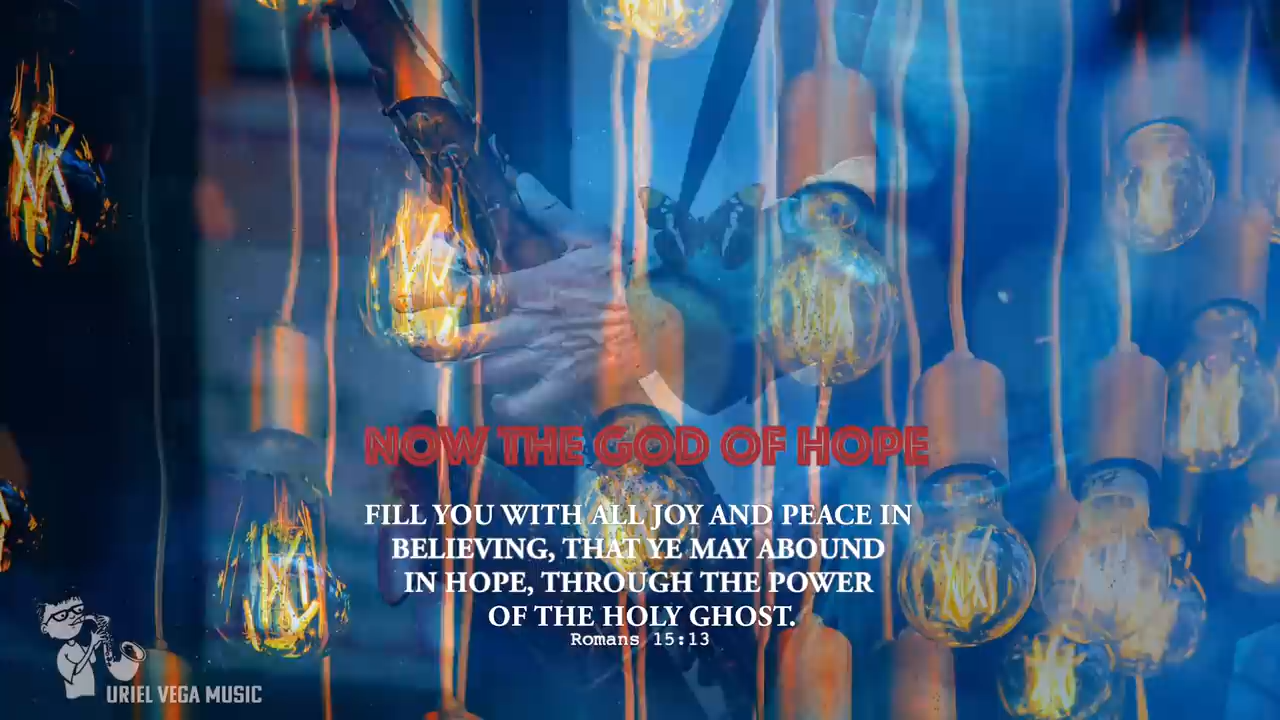 NOW THE GOD OF HOPE
FILL YOU WITH ALL JOY AND PEACE IN
BELIEVING, THAT YE MAY ABOUND
IN HOPE, THROUGH THE POWER
OF THE HOLY GHOST.
Romans 15:13
URIEL VEGA MUSIC